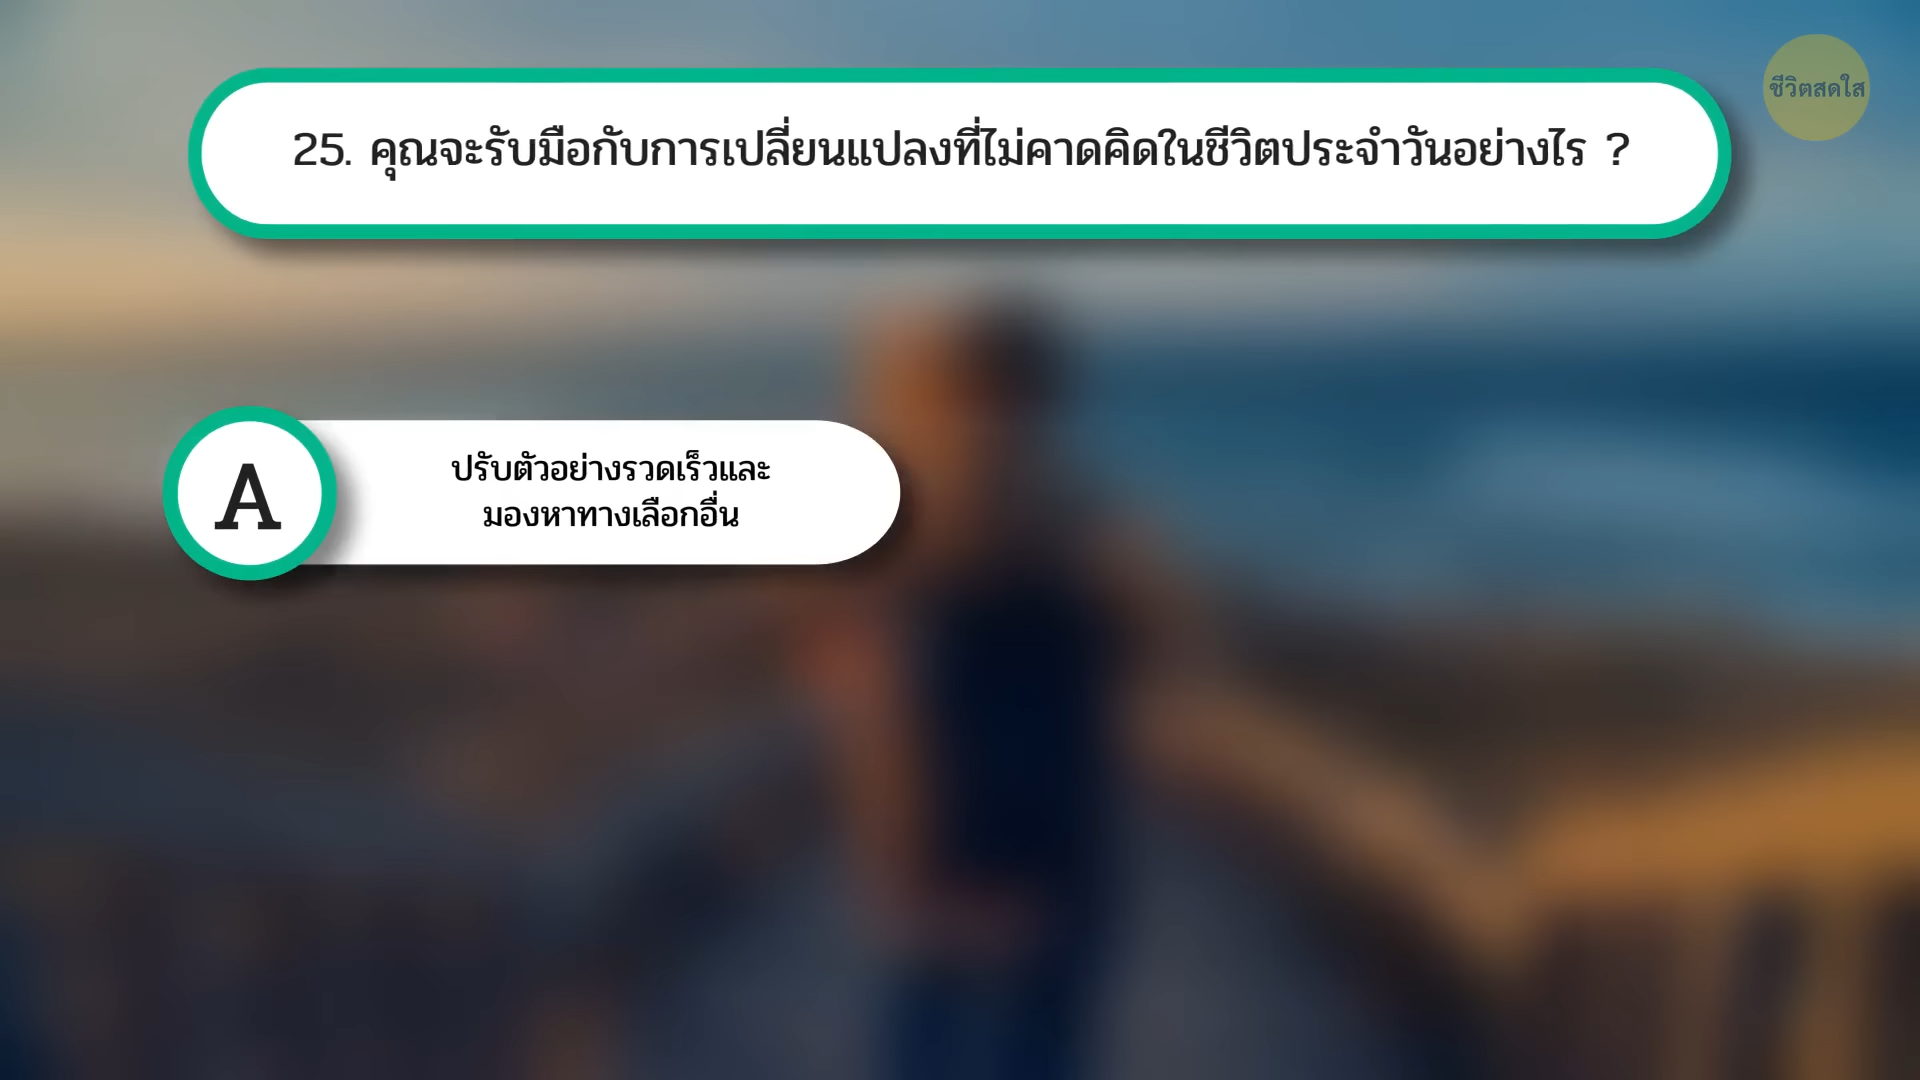 ชีวิตสดใส
25. คุณจะรับมือกับการเปลี่ยนแปลงที่ไม่คาดคิดในชีวิตประจำวันอย่างไร ?
A
ปรับตัวอย่างรวดเร็วและ
มองหาทางเลือกอื่น